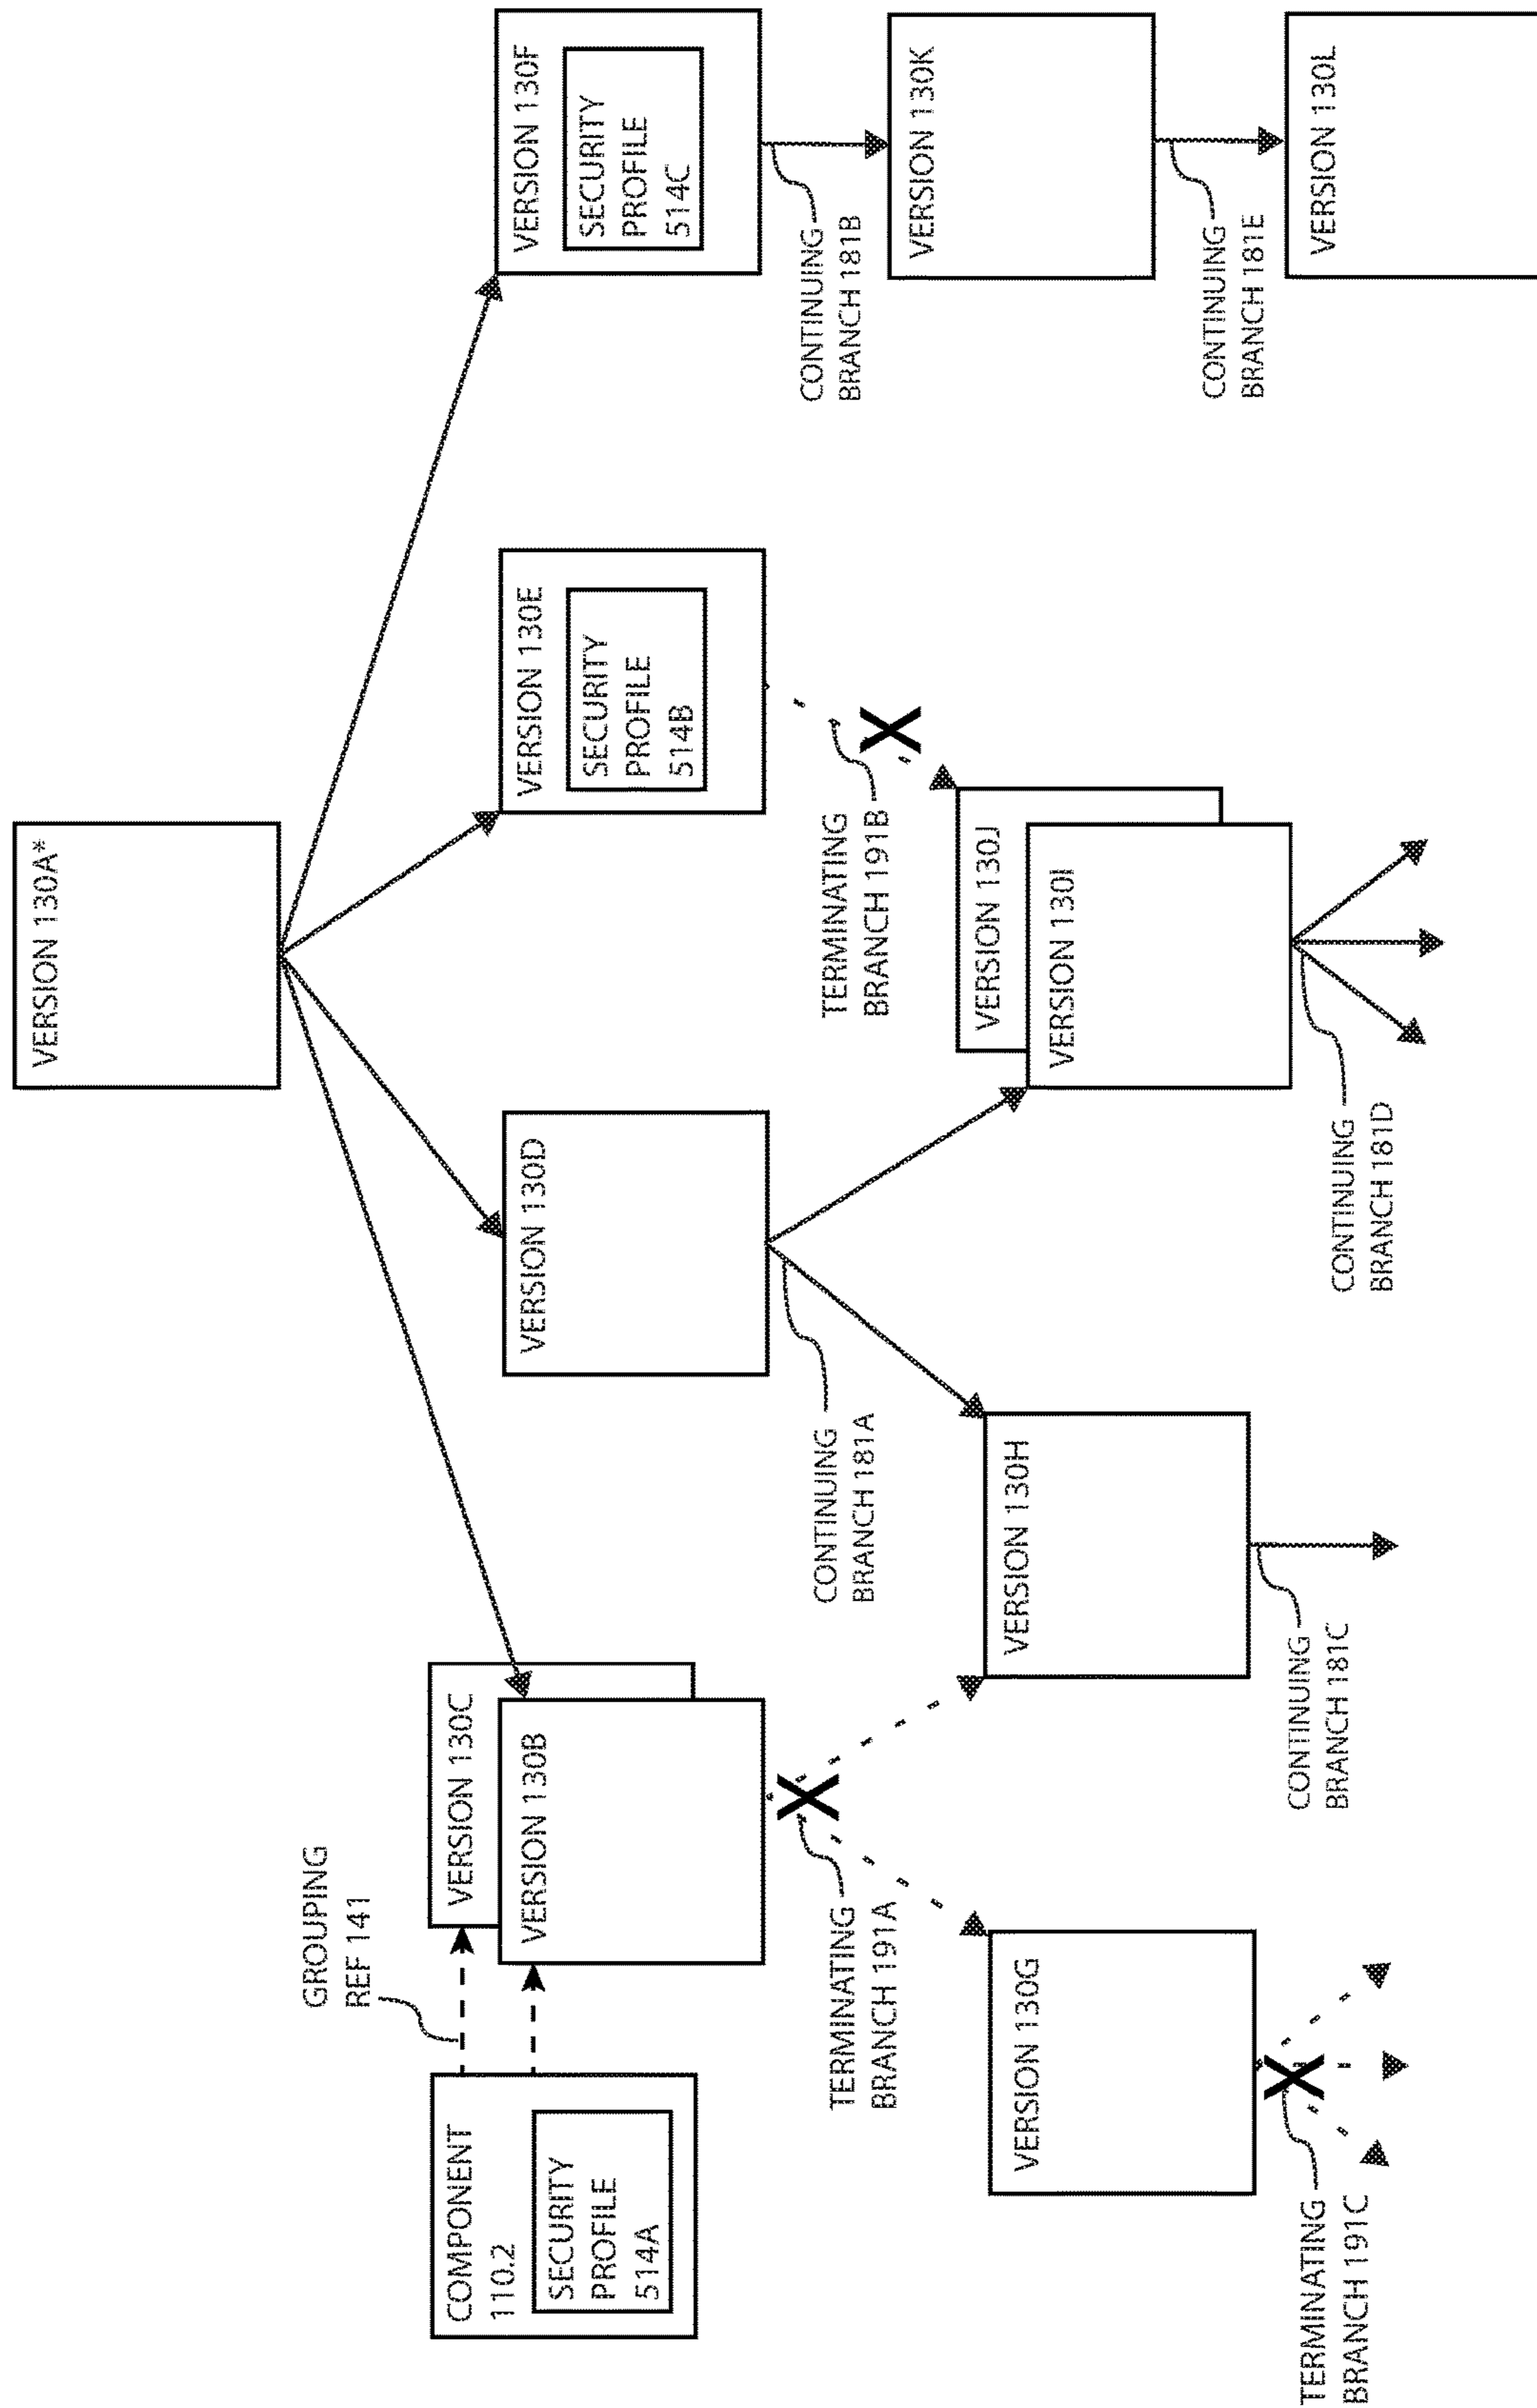 VERSION 130A*
GROUPING
REF 141
COMPONENT
110.2
SECURITY
PROFILE
514A
VERSION 130C
VERSION 130B
VERSION 130D
VERSION 130E
SECURITY
PROFILE
514B
VERSION 130F
SECURITY
PROFILE
514C
TERMINATING
BRANCH 191A
CONTINUING
BRANCH 181A
TERMINATING
BRANCH 191B
CONTINUING
BRANCH 181B
VERSION 130G
VERSION 130H
VERSION 130J
VERSION 130I
VERSION 130K
TERMINATING
BRANCH 191C
CONTINUING
BRANCH 181C
CONTINUING
BRANCH 181D
CONTINUING
BRANCH 181E
VERSION 130L